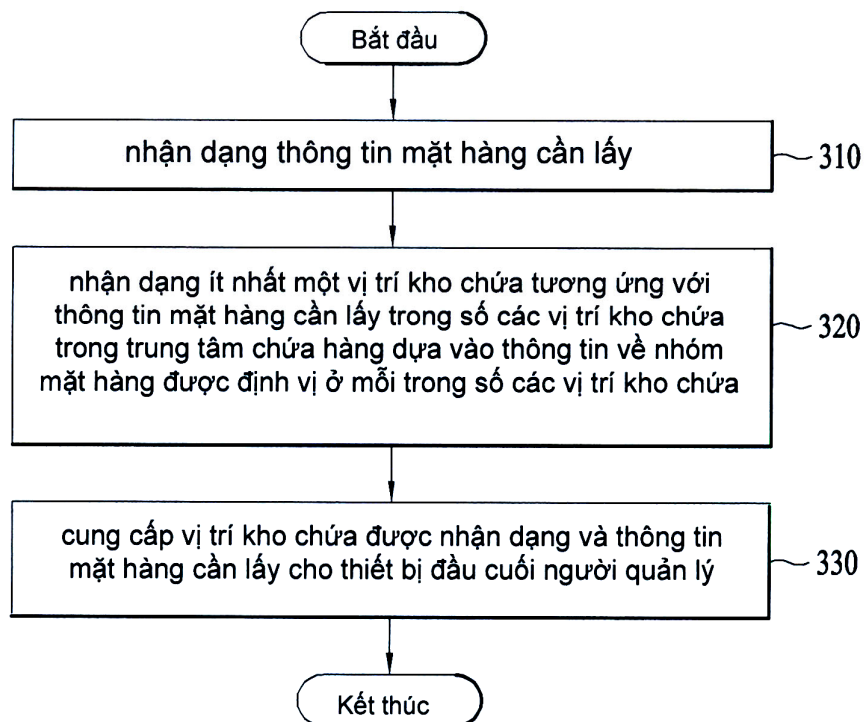 Bắt đầu
nhận dạng thông tin mặt hàng cần lấy
310
nhận dạng ít nhất một vị trí kho chứa tương ứng với
thông tin mặt hàng cần lấy trong số các vị trí kho chứa
trong trung tâm chứa hàng dựa vào thông tin về nhóm
mặt hàng được định vị ở mỗi trong số các vị trí kho chứa
320
cung cấp vị trí kho chứa được nhận dạng và thông tin
mặt hàng cần lấy cho thiết bị đầu cuối người quản lý
330
Kết thúc